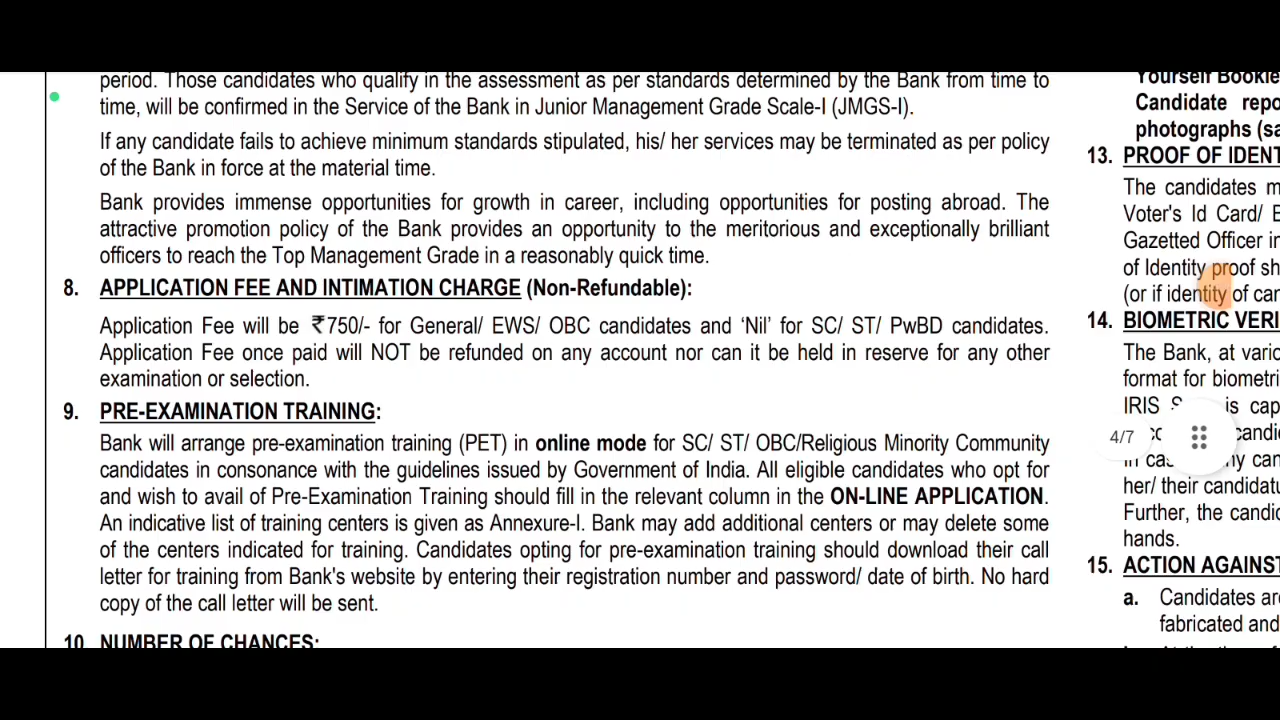 period. Those candidates who qualify in the assessment as per standards determined by the Bank from time to
time, will be confirmed in the Service of the Bank in Junior Management Grade Scale-I (JMGS-I).
If any candidate fails to achieve minimum standards stipulated, his/ her services may be terminated as per policy
of the Bank in force at the material time.
Bank provides immense opportunities for growth in career, including opportunities for posting abroad. The
attractive promotion policy of the Bank provides an opportunity to the meritorious and exceptionally brilliant
officers to reach the Top Management Grade in a reasonably quick time.
8. APPLICATION FEE AND INTIMATION CHARGE (Non-Refundable):
Application Fee will be ₹750/- for General/ EWS/ OBC candidates and ‘Nil’ for SC/ ST/ PwBD candidates.
Application Fee once paid will NOT be refunded on any account nor can it be held in reserve for any other
examination or selection.
9. PRE-EXAMINATION TRAINING:
Bank will arrange pre-examination training (PET) in online mode for SC/ ST/ OBC/Religious Minority Community
candidates in consonance with the guidelines issued by Government of India. All eligible candidates who opt for
and wish to avail of Pre-Examination Training should fill in the relevant column in the ON-LINE APPLICATION.
An indicative list of training centers is given as Annexure-I. Bank may add additional centers or may delete some
of the centers indicated for training. Candidates opting for pre-examination training should download their call
letter for training from Bank's website by entering their registration number and password/ date of birth. No hard
copy of the call letter will be sent.
10. NUMBER OF CHANCES:
Yourself Bookle
Candidate repo
photographs (sa
13. PROOF OF IDENT
The candidates m
Voter's Id Card/ E
Gazetted Officer in
of Identity proof sh
(or if identity of can
14. BIOMETRIC VERI
The Bank, at vario
format for biometri
IRIS is cap
candi
4/7
In cas ny can
her/ their candidatu
Further, the candid
hands.
15. ACTION AGAINST
a. Candidates are
fabricated and